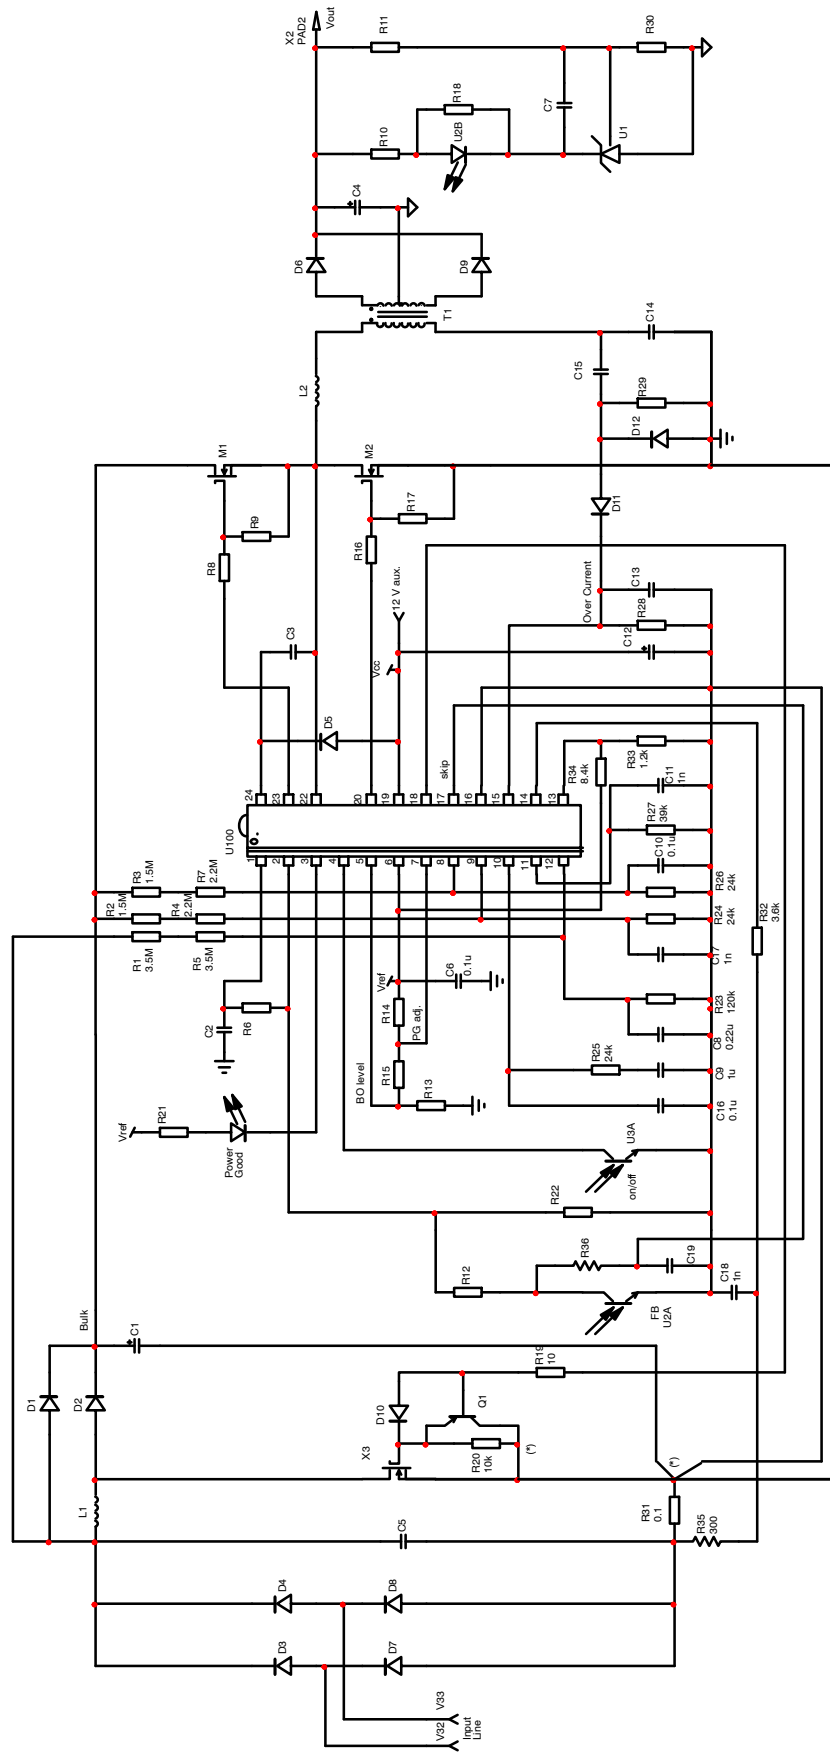 X2
PAD2
Vout
R11
R30
R18
C7
R10
U2B
U1
C4
D6
D9
T1
C14
C15
L2
R29
D12
M1
M2
D11
R9
R17
R8
R16
12 V aux.
Over Current
C13
R28
C3
C12
Vcc
D5
skip
R34
8.4k
R33
1.2k
C11
1n
R27
39k
C10
0.1u
U100
24
23
22
20
19
18
17
16
15
14
13
1
2
3
4
5
6
7
8
9
10
11
12
R3
1.5M
R7
2.2M
R2
1.5M
R4
2.2M
R1
3.5M
R5
3.5M
R26
24k
R24
24k
R32
3.6k
C17
1n
Vref
C6
0.1u
R14
PG adj.
R23
120k
C2
R6
C8
0.22u
R25
24k
C9
1u
R15
BO level
R13
C16
0.1u
Vref
R21
Power
Good
U3A
on/off
R22
R36
C19
R12
C18
1n
FB
U2A
Bulk
C1
R19
10
D1
D2
D10
Q1
X3
R20
10k
(*)
(*)
L1
C5
R31
0.1
R35
300
D4
D8
D3
D7
V33
V32
Input
Line